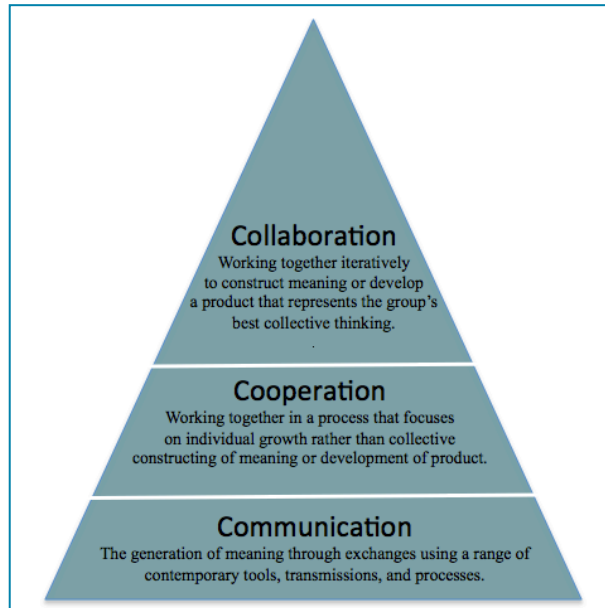 Collaboration
Working together iteratively
to construct meaning or develop
a product that represents the group's
best collective thinking.
.
Cooperation
Working together in a process that focuses
on individual growth rather than collective
constructing of meaning or development of product.
Communication
The generation of meaning through exchanges using a range of
contemporary tools, transmissions, and processes.